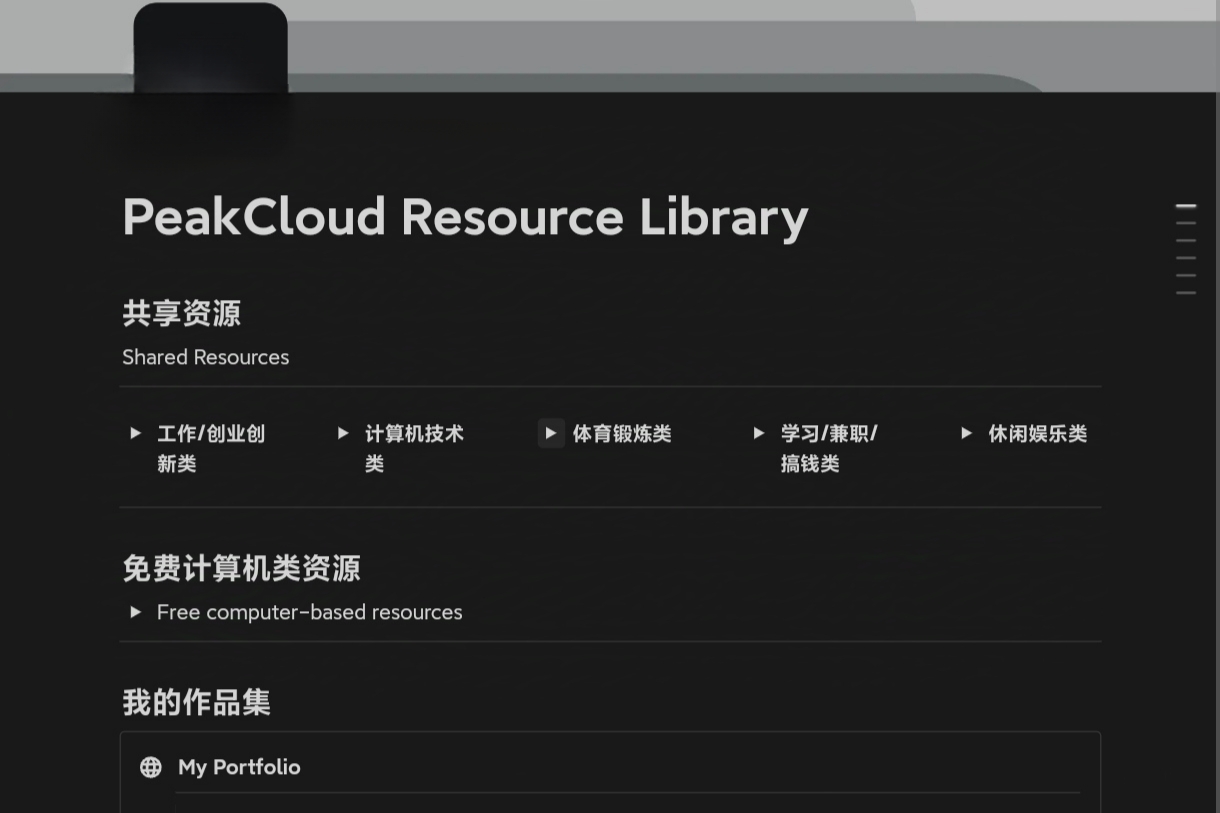 PeakCloud Resource Library
共享资源
Shared Resources
工作/创业创
新类
计算机技术
类
体育锻炼类
学习/兼职/
搞钱类
休闲娱乐类
免费计算机类资源
Free computer-based resources
我的作品集
My Portfolio